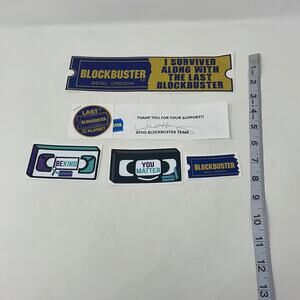 BLOCKBUSTER
BEND, OREGON
I SURVIVED
ALONG WITH
THE LAST
BLOCKBUSTER
LAST
BLOCKBUSTER
PLANET
THANK YOU FOR YOUR SUPPORT!!
BEND BLOCKBUSTER TEAM
BE KIND
YOU
MATTER
BLOCKBUSTER
1
2
3
4
5
6
7
8
9
10
11
12
13